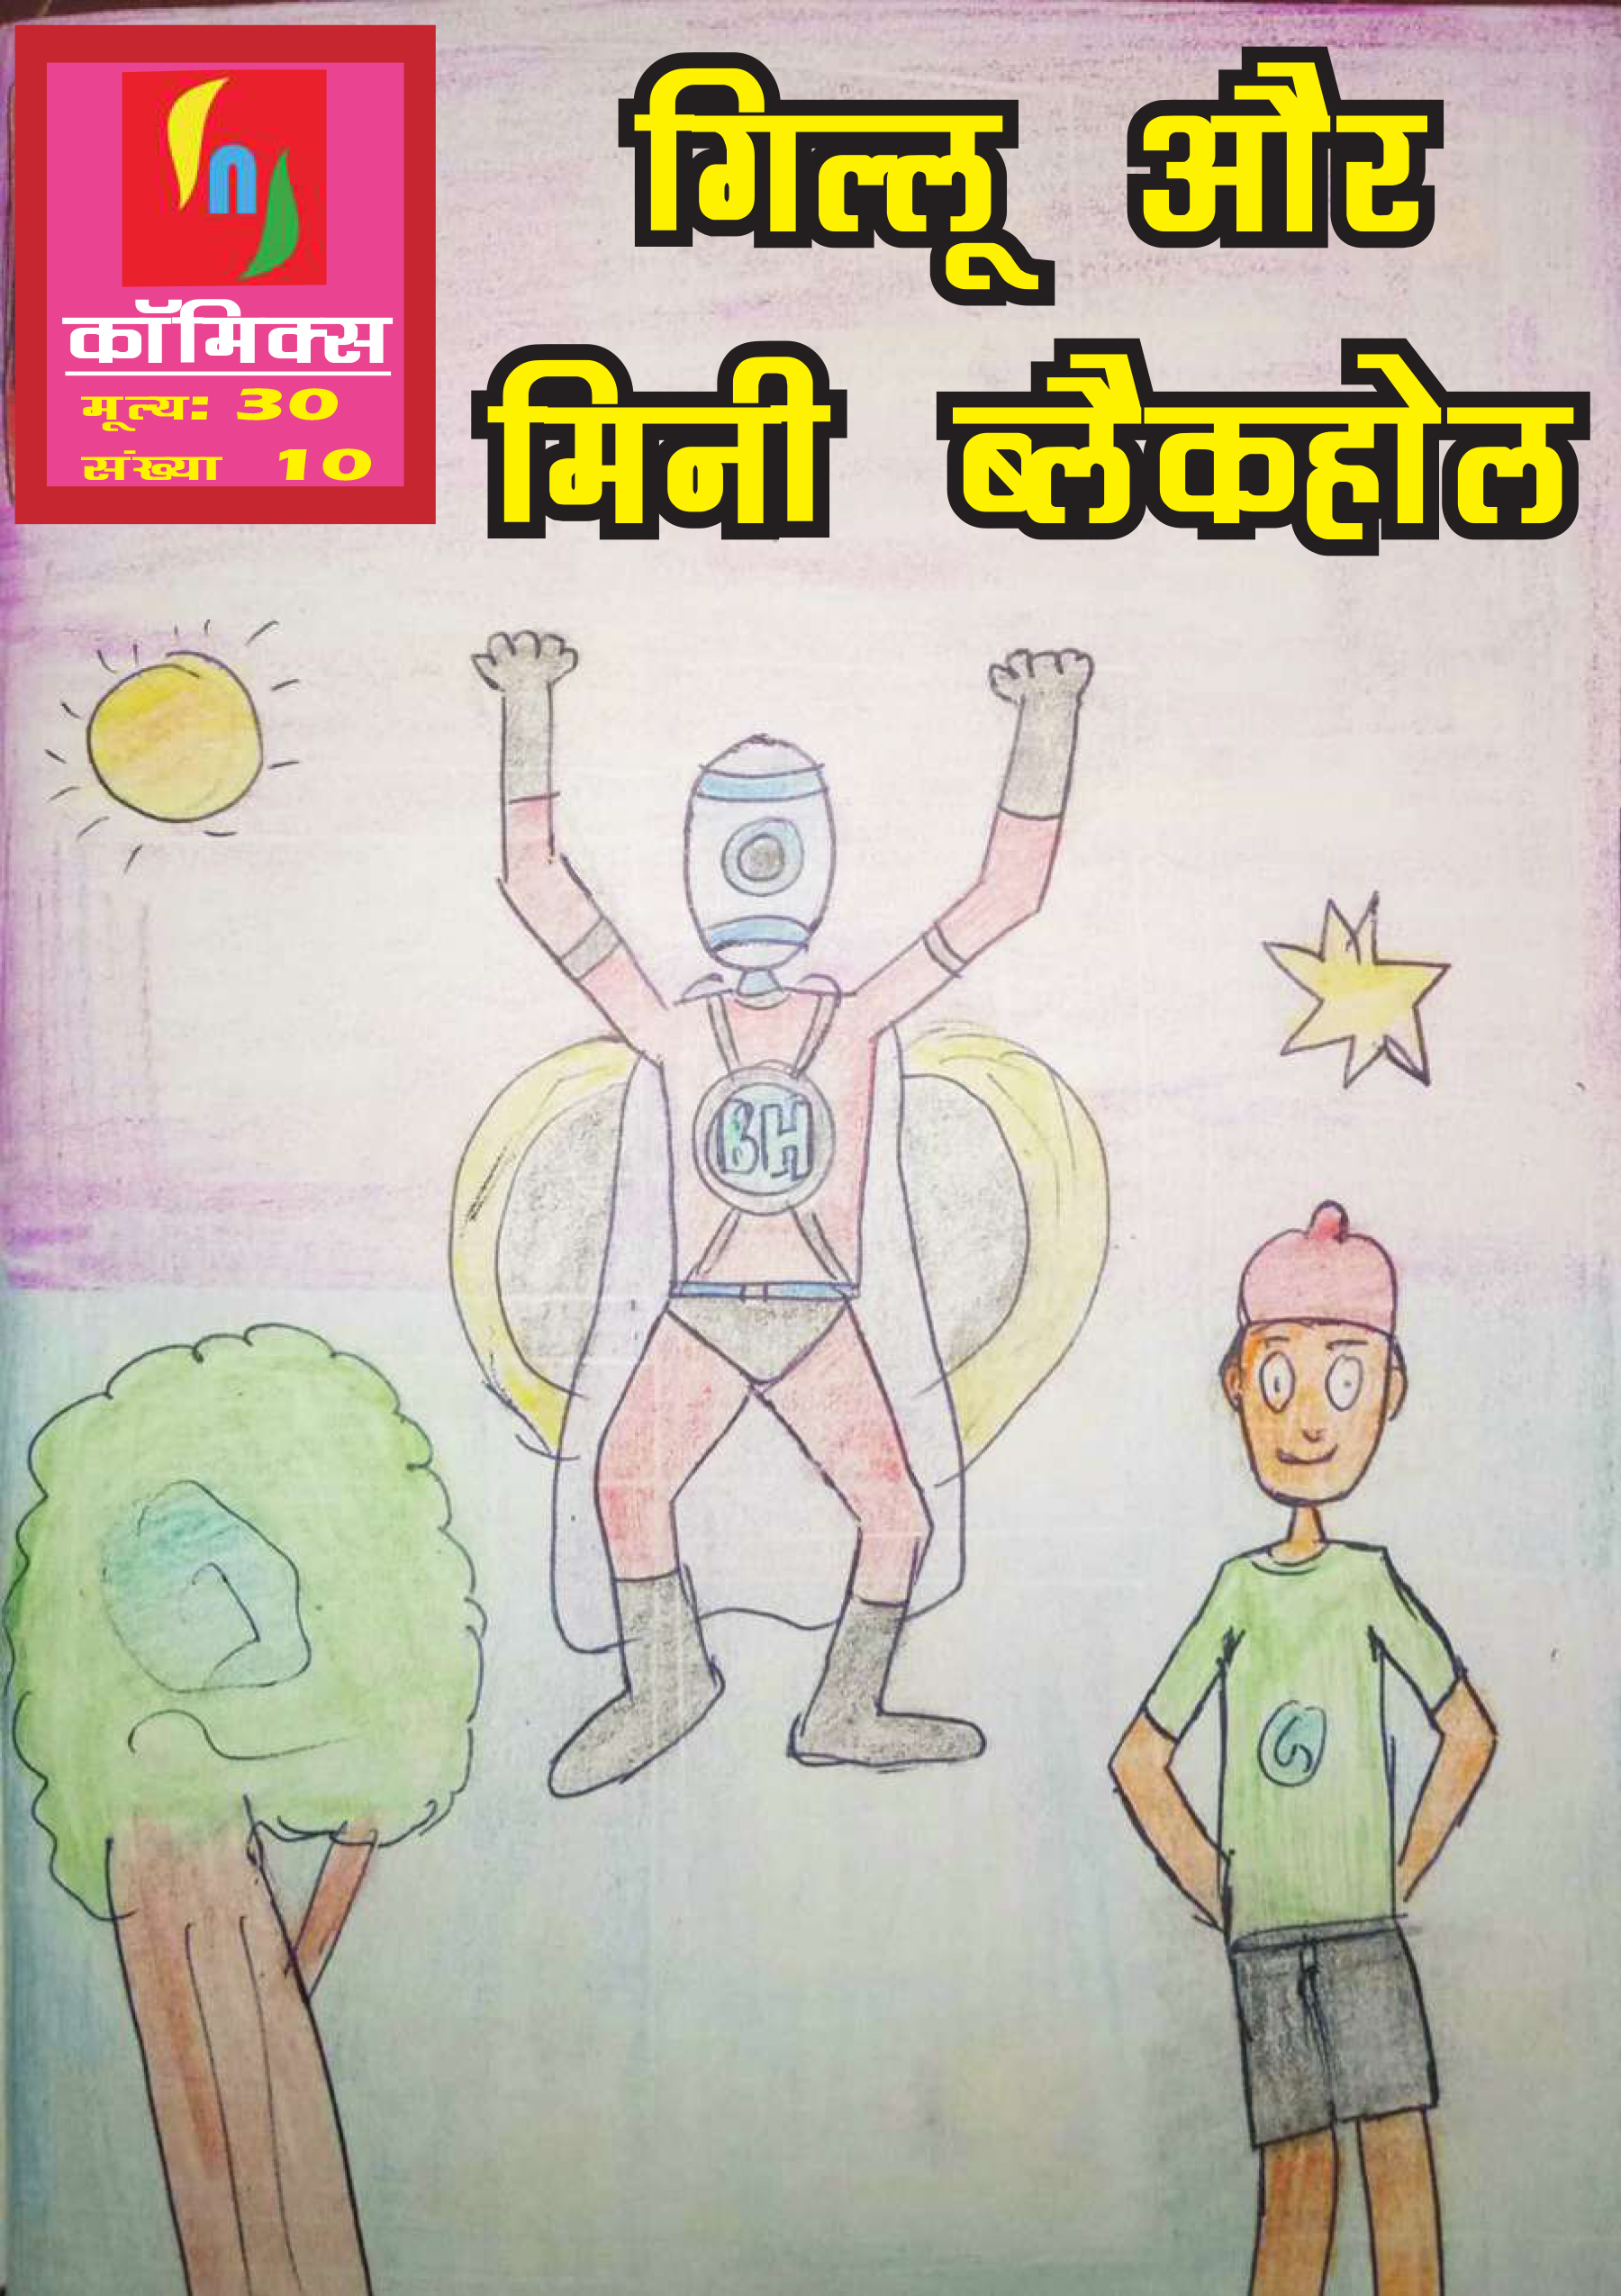 n
कॉमिक्स
मूल्य: 30
संख्या 10
गिल्लू और
मिनी ब्लैकहोल
BH
G